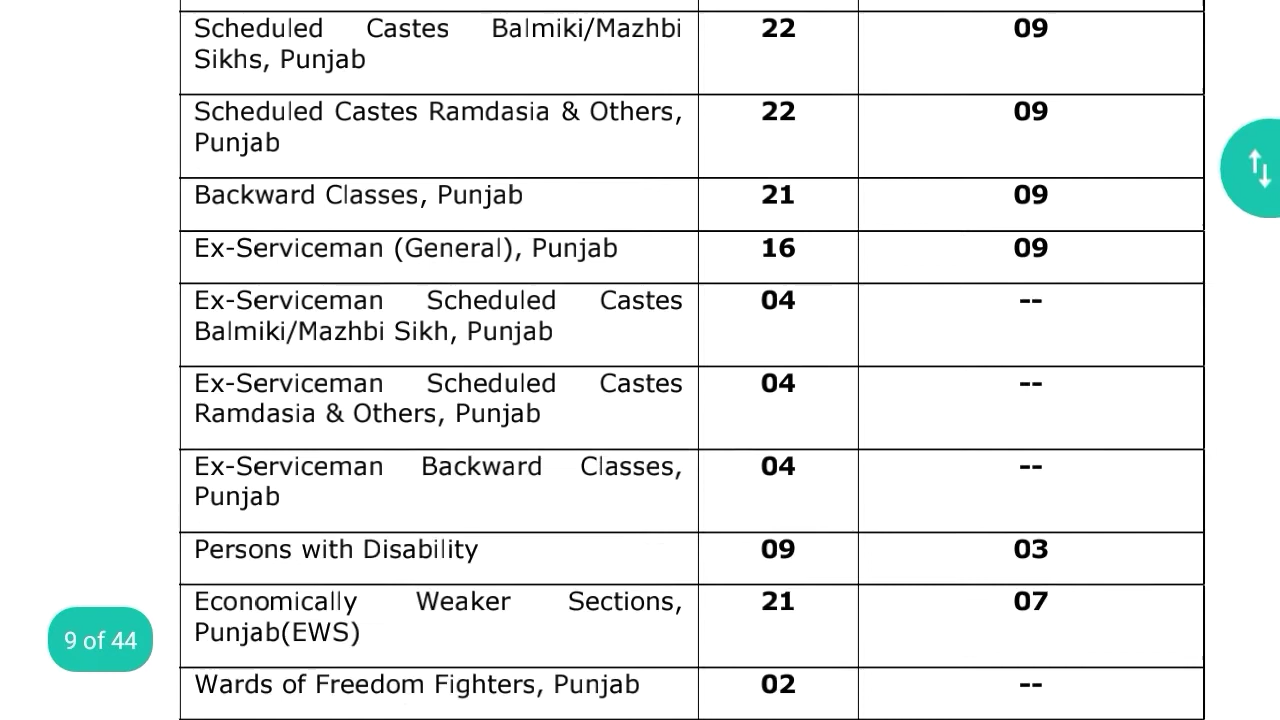 Scheduled Castes Balmiki/Mazhbi 22 09
Sikhs, Punjab
Scheduled Castes Ramdasia & Others, 22 09
Punjab
Backward Classes, Punjab 21 09
Ex-Serviceman (General), Punjab 16 09
Ex-Serviceman Scheduled Castes 04 --
Balmiki/Mazhbi Sikh, Punjab
Ex-Serviceman Scheduled Castes 04 --
Ramdasia & Others, Punjab
Ex-Serviceman Backward Classes, 04 --
Punjab
Persons with Disability 09 03
Economically Weaker Sections, 21 07
Punjab(EWS)
9 of 44
Wards of Freedom Fighters, Punjab 02 --